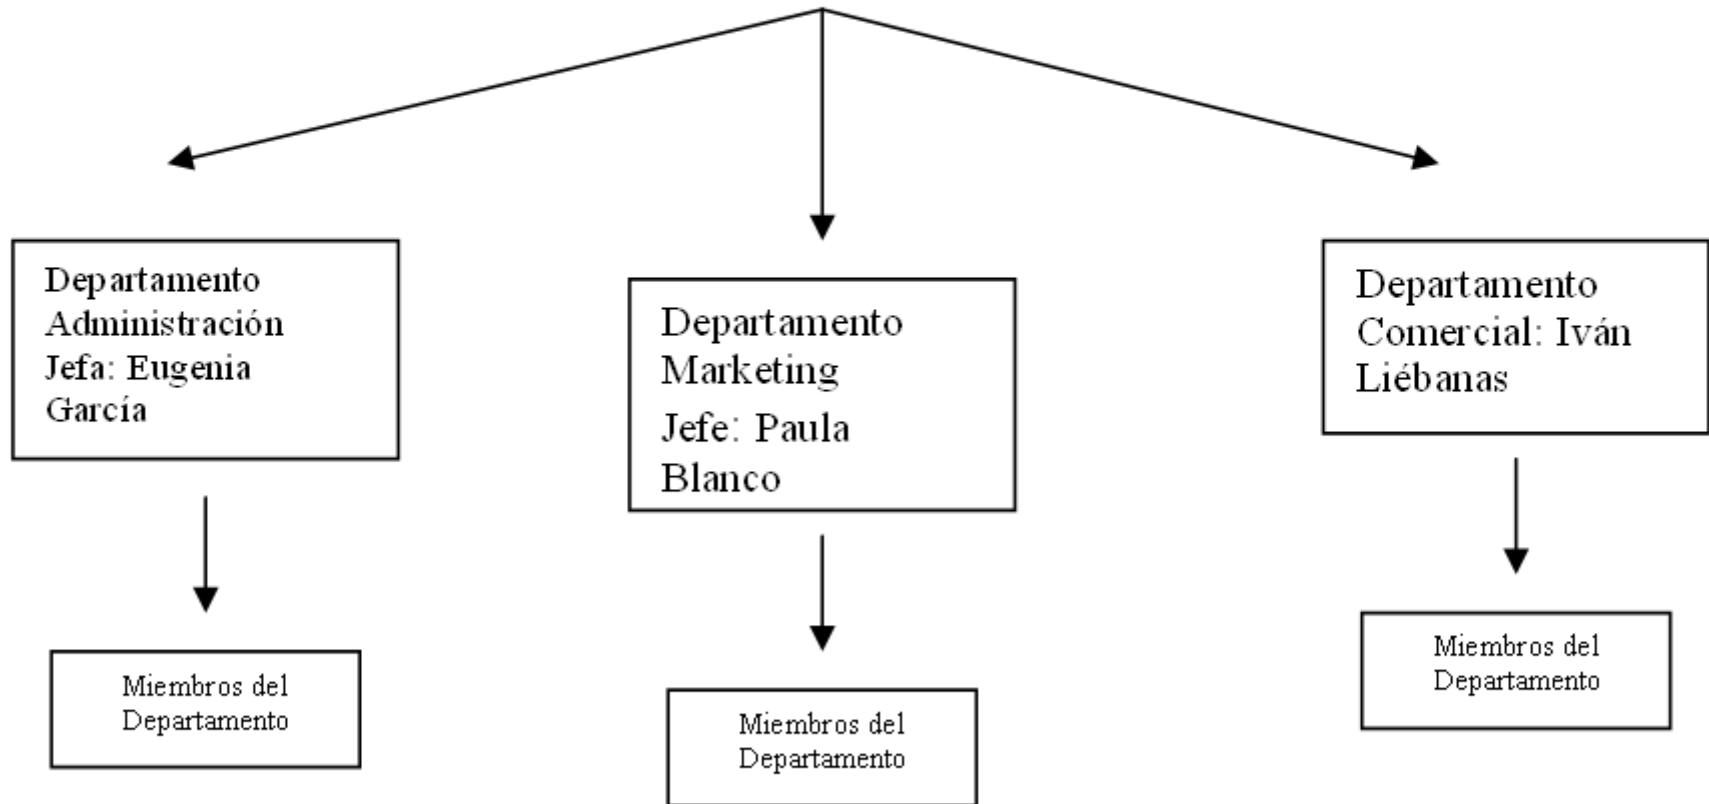 Departamento
Administración
Jefa: Eugenia
García
Departamento
Marketing
Jefe: Paula
Blanco
Departamento
Comercial: Iván
Liébanas
Miembros del
Departamento
Miembros del
Departamento
Miembros del
Departamento